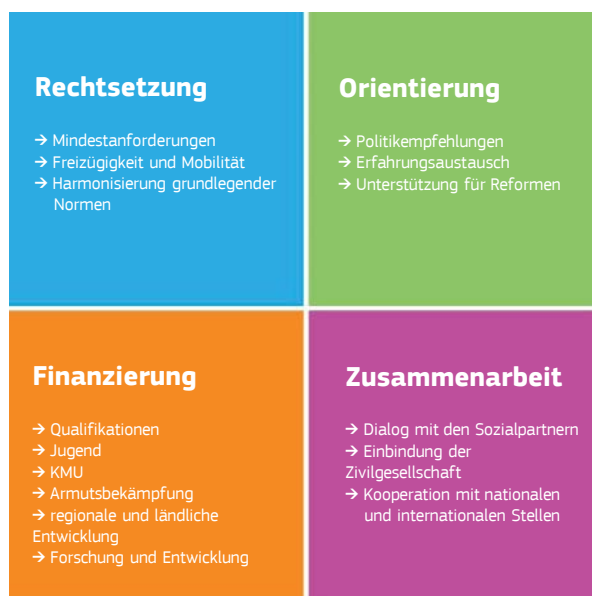 Rechtsetzung
→ Mindestanforderungen
→ Freizügigkeit und Mobilität
→ Harmonisierung grundlegender
Normen
Orientierung
→ Politikempfehlungen
→ Erfahrungsaustausch
→ Unterstützung für Reformen
Finanzierung
→ Qualifikationen
→ Jugend
→ KMU
→ Armutsbekämpfung
→ regionale und ländliche
Entwicklung
→ Forschung und Entwicklung
Zusammenarbeit
→ Dialog mit den Sozialpartnern
→ Einbindung der
Zivilgesellschaft
→ Kooperation mit nationalen
und internationalen Stellen